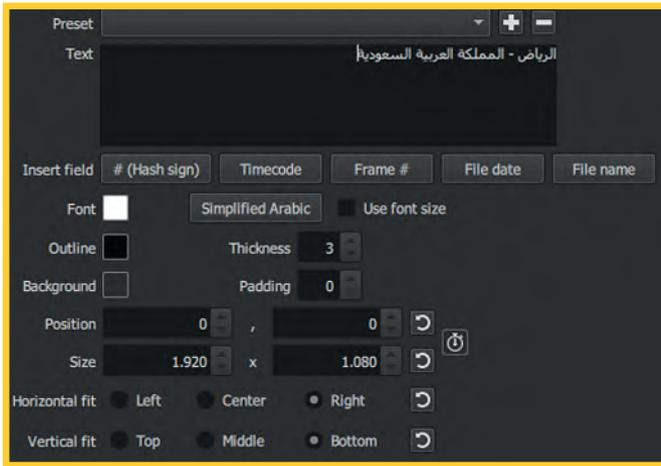 Preset
Text
الرياض - المملكة العربية السعودية
Insert field # (Hash sign) Timecode Frame # File date File name
Font Simplified Arabic Use font size
Outline Thickness 3
Background Padding 0
Position 0 , 0
Size 1.920 x 1.080
Horizontal fit Left Center Right
Vertical fit Top Middle Bottom